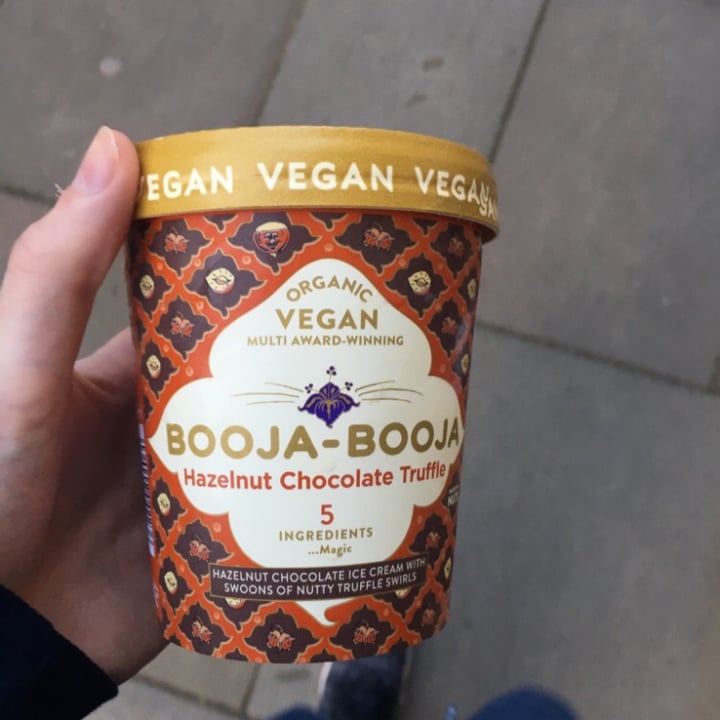 EGAN VEGAN VEGAN
ORGANIC
VEGAN
MULTI AWARD-WINNING
BOOJA-BOOJA
Hazelnut Chocolate Truffle
5
INGREDIENTS
...Magic
HAZELNUT CHOCOLATE ICE CREAM WITH
SWOONS OF NUTTY TRUFFLE SWIRLS